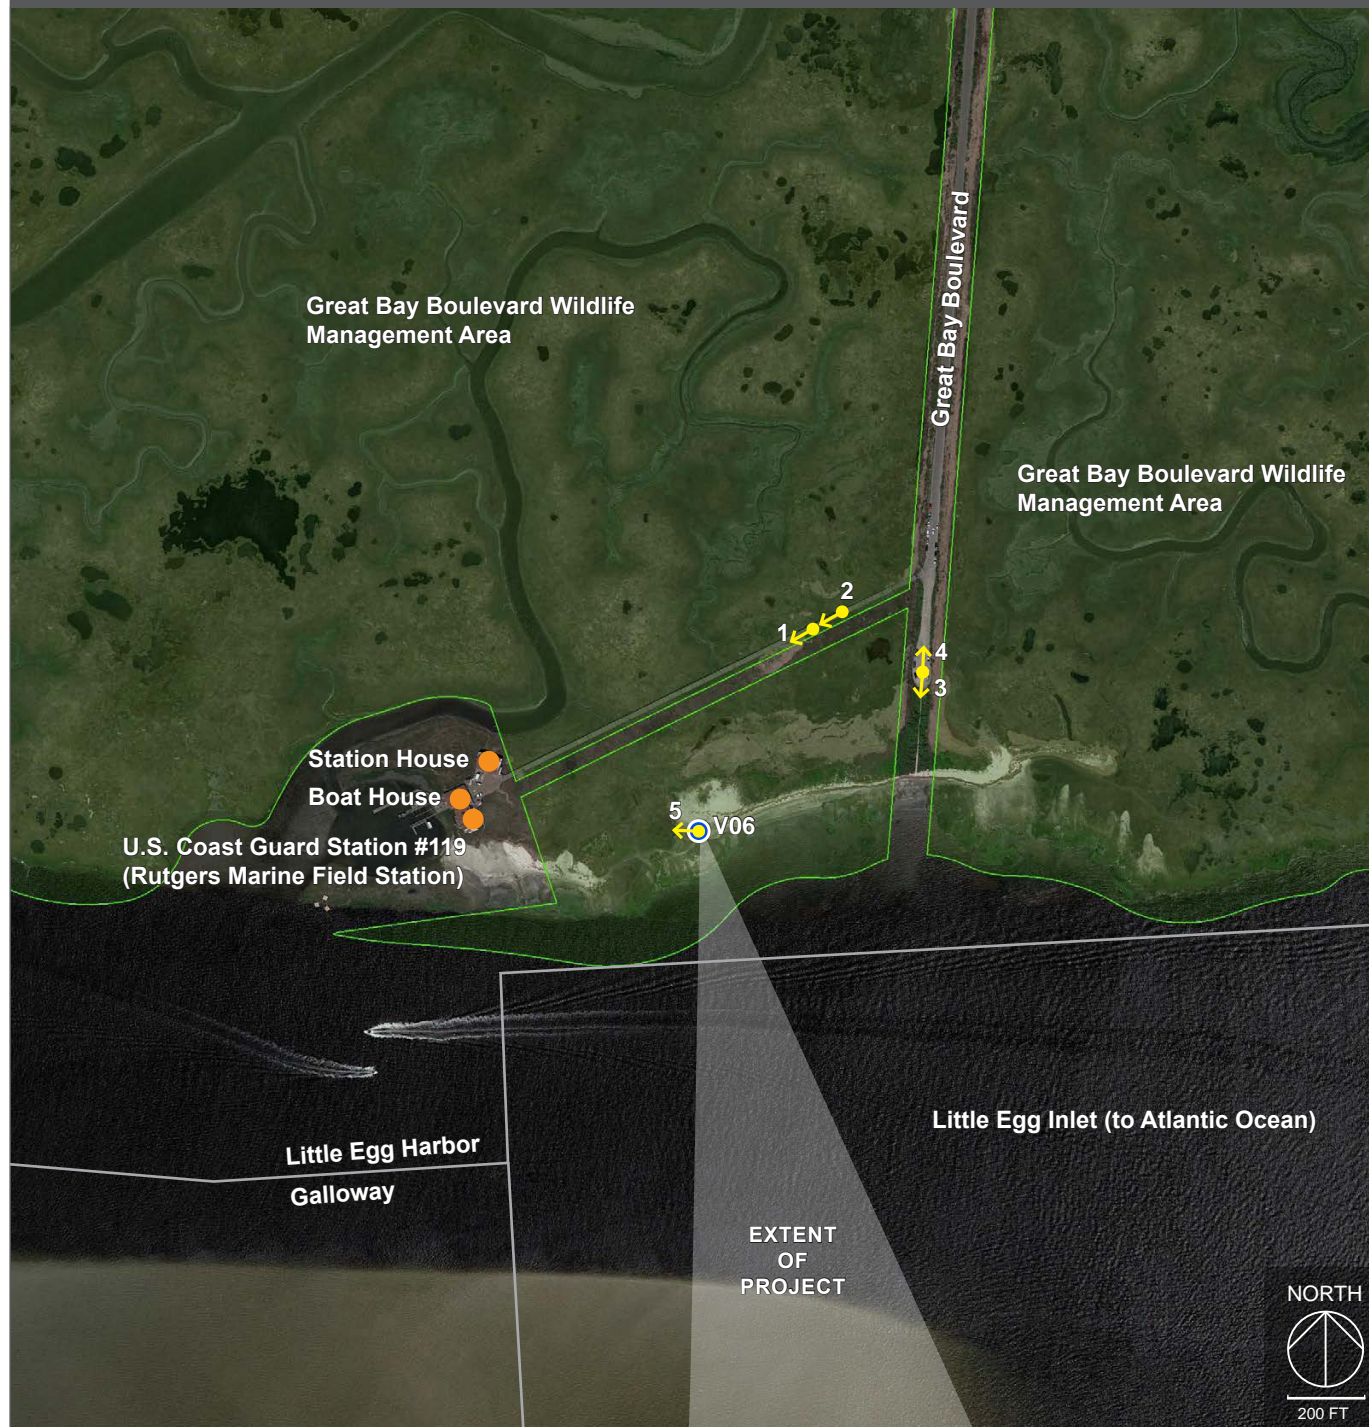 Great Bay Boulevard
Great Bay Boulevard Wildlife
Management Area
Great Bay Boulevard Wildlife
Management Area
2
1
4
3
Station House
Boat House
5
V06
U.S. Coast Guard Station #119
(Rutgers Marine Field Station)
Little Egg Inlet (to Atlantic Ocean)
Little Egg Harbor
Galloway
EXTENT
OF
PROJECT
NORTH
200 FT